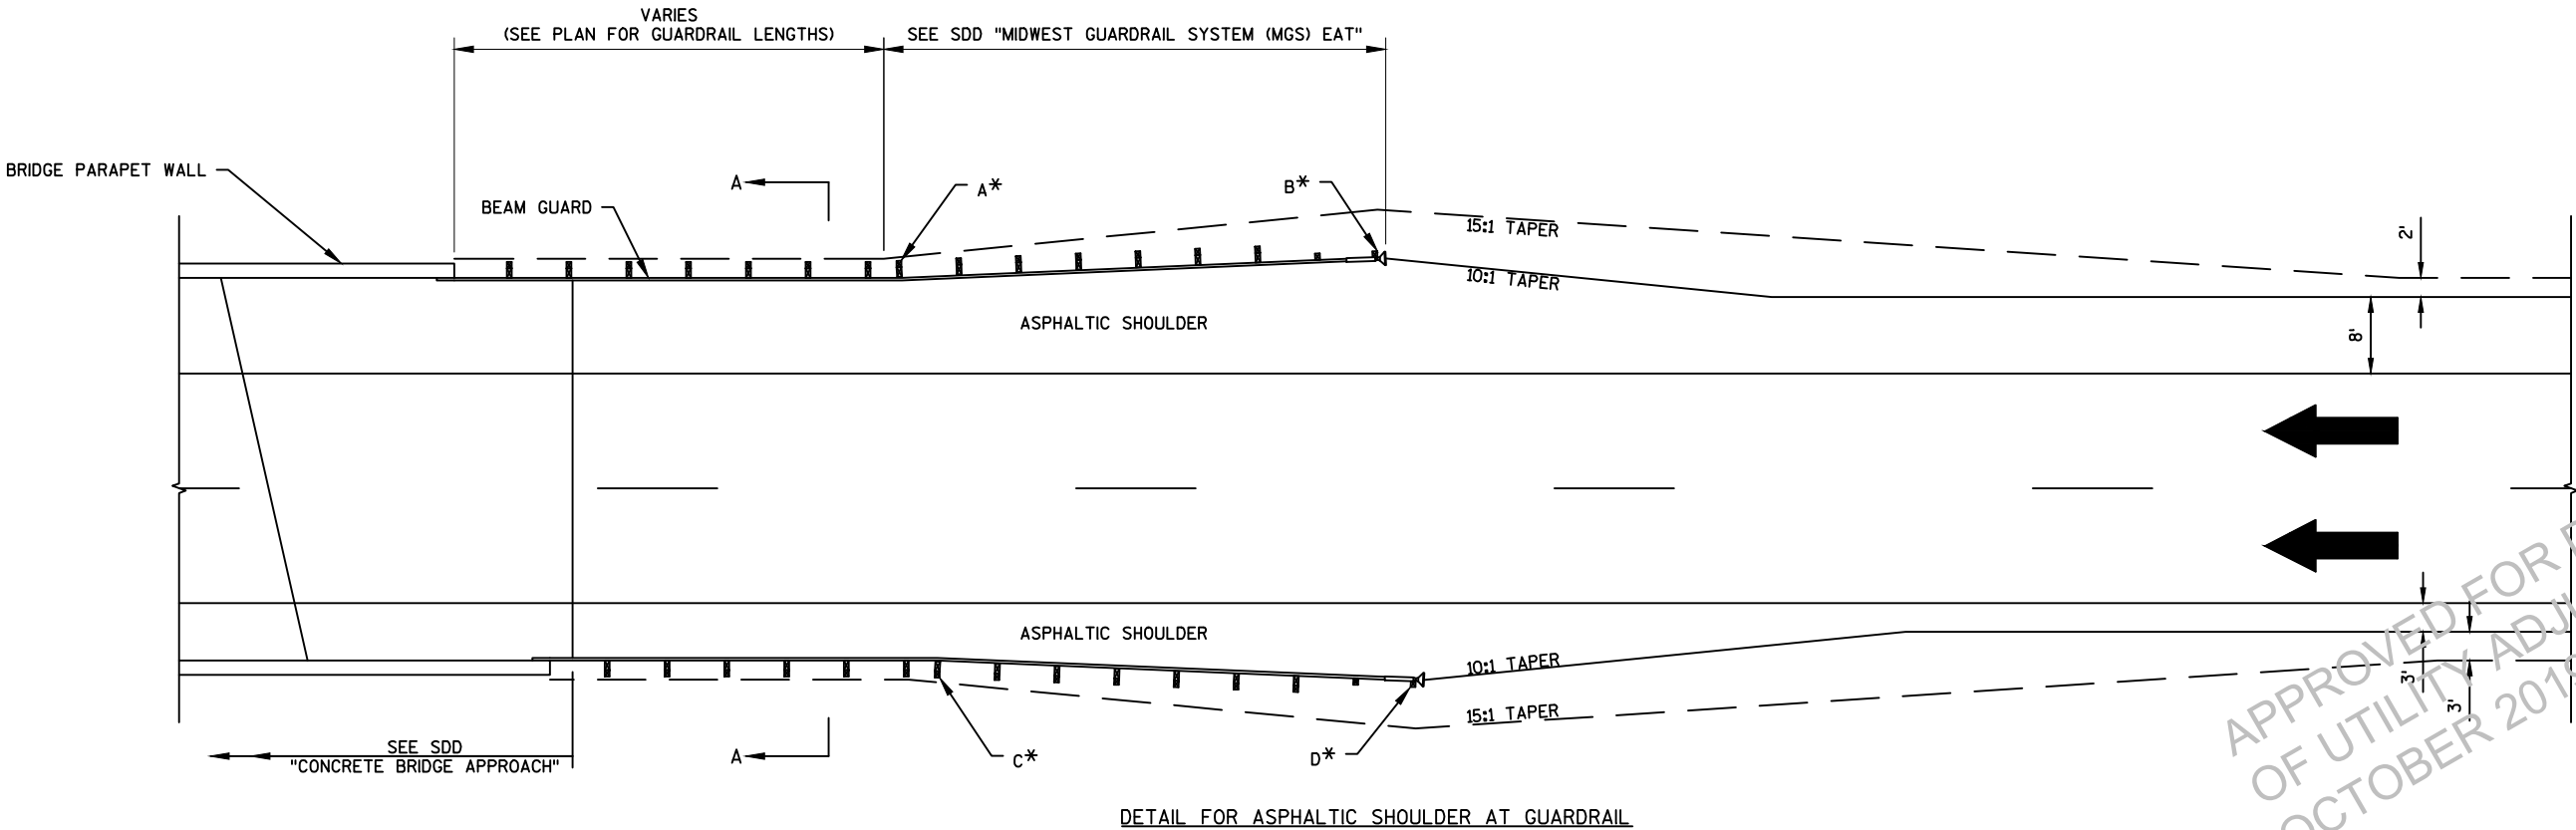 VARIES
(SEE PLAN FOR GUARDRAIL LENGTHS)
SEE SDD "MIDWEST GUARDRAIL SYSTEM (MGS) EAT"
BRIDGE PARAPET WALL
A
A*
B*
BEAM GUARD
15:1 TAPER
2'
10:1 TAPER
ASPHALTIC SHOULDER
8'
ASPHALTIC SHOULDER
10:1 TAPER
3'
15:1 TAPER
3'
SEE SDD
"CONCRETE BRIDGE APPROACH"
A
C*
D*
DETAIL FOR ASPHALTIC SHOULDER AT GUARDRAIL
APPROVED FOR
OF UTILITY
OCTOBER